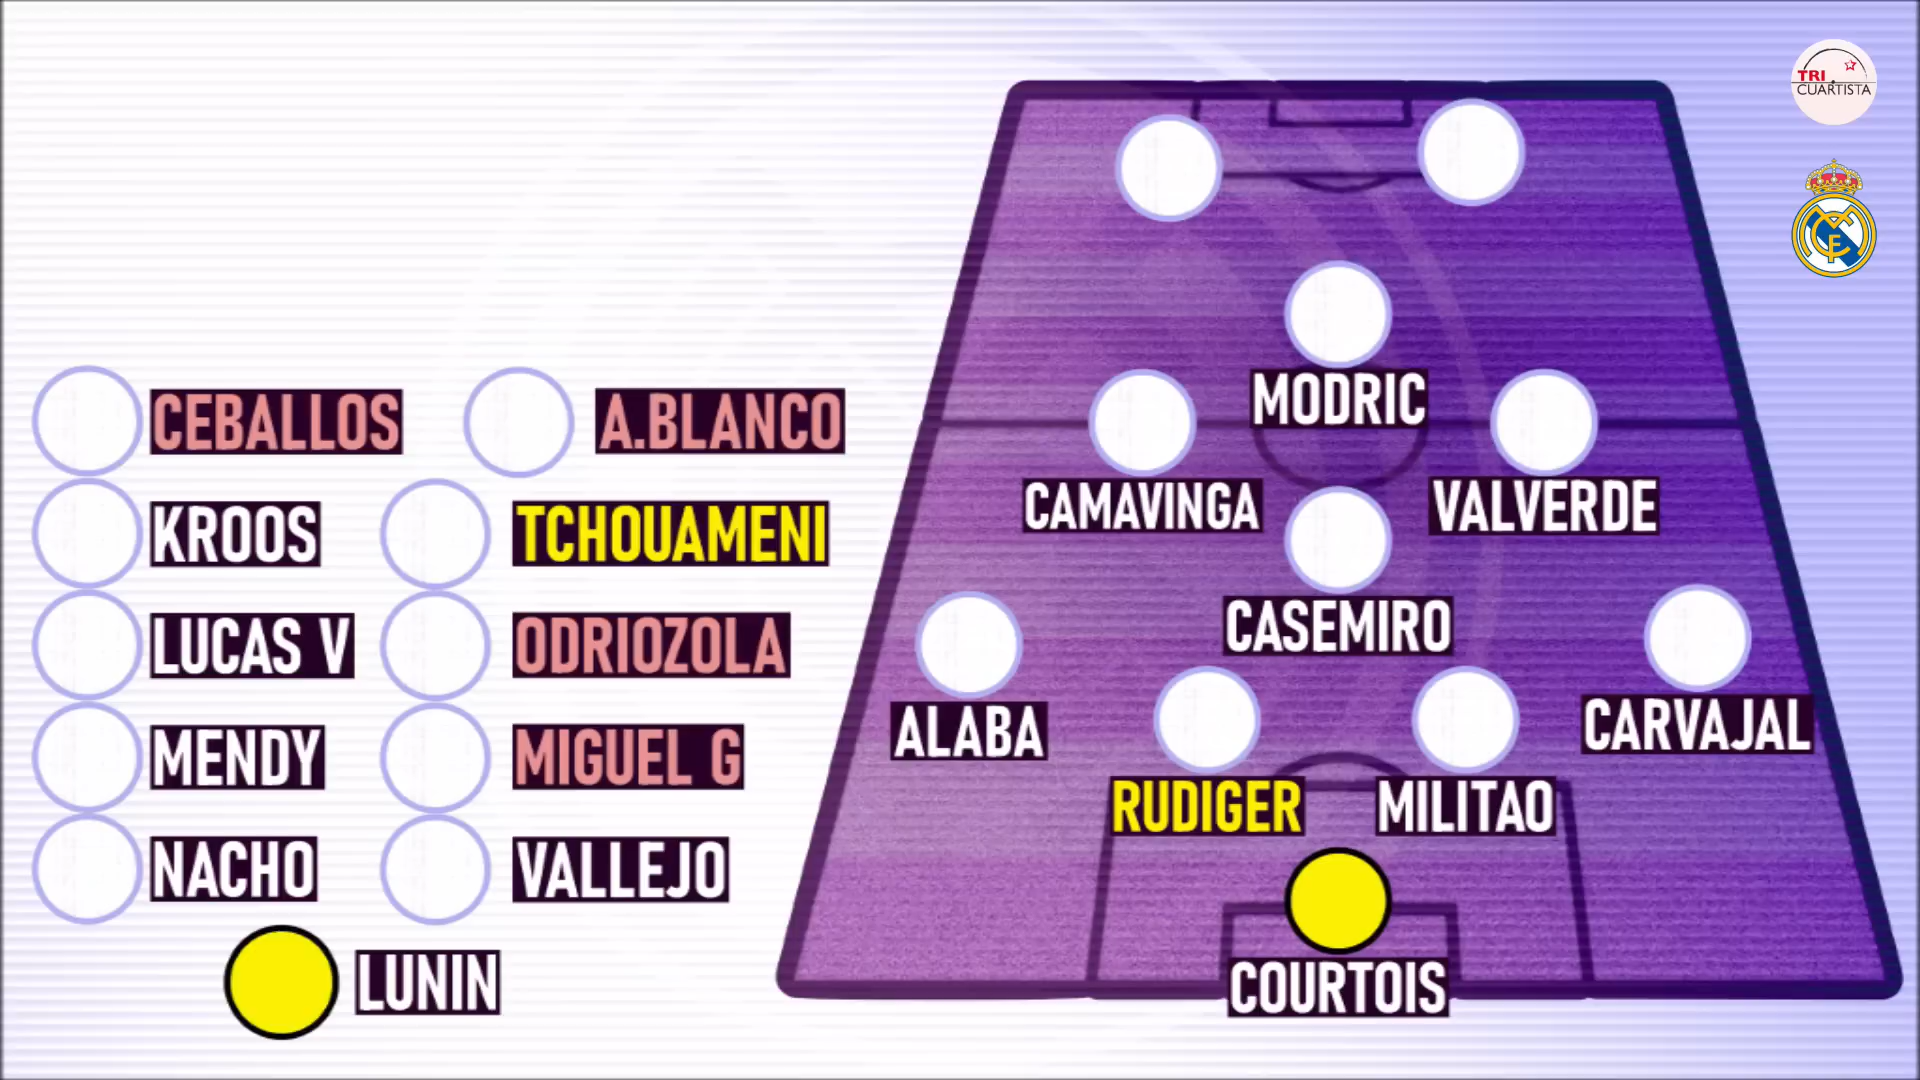 TRI
CUARTISTA
CEBALLOS
A.BLANCO
KROOS
TCHOUAMENI
LUCAS V
ODRIOZOLA
MENDY
MIGUEL G
NACHO
VALLEJO
LUNIN
MODRIC
CAMAVINGA
VALVERDE
CASEMIRO
ALABA
CARVAJAL
RUDIGER
MILITAO
COURTOIS